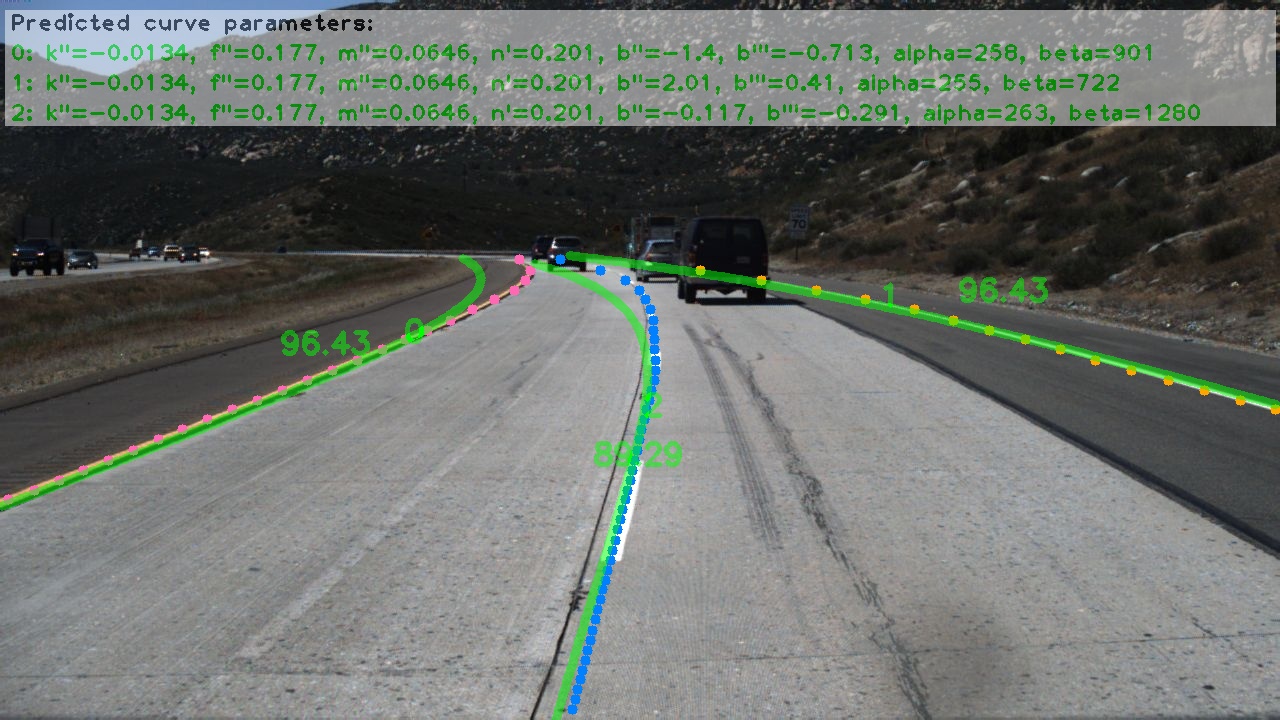 Predicted curve parameters:
0: k''=-0.0134, f''=0.177, m''=0.0646, n'=0.201, b''=-1.4, b'''=-0.713, alpha=258, beta=901
1: k''=-0.0134, f''=0.177, m''=0.0646, n'=0.201, b''=2.01, b'''=0.41, alpha=255, beta=722
2: k''=-0.0134, f''=0.177, m''=0.0646, n'=0.201, b''=-0.117, b'''=-0.291, alpha=263, beta=1280
70
1
96.43
96.43
0
2
89.29